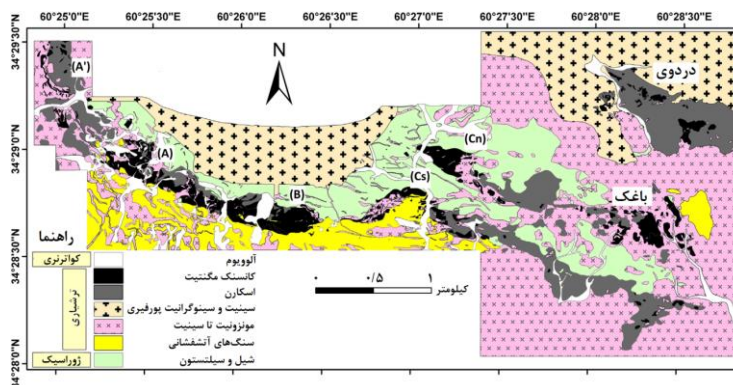 60°25'0"E 60°25'30"E 60°26'0"E 60°26'30"E 60°27'0"E 60°27'30"E 60°28'0"E 60°28'30"E
34°29'30"N
34°29'0"N
34°28'30"N
34°28'0"N
N
(A')
(A)
(B)
(Cn)
(Cs)
دردوی
باغک
راهنما
کواترنری
ترشیاری
ژوراسیک
آلوویوم
کانسنگ مگنتیت
اسکارن
سینیت و سینوگرانیت پورفیری
مونزونیت تا سینیت
سنگ‌های آتشفشانی
شیل و سیلتستون
۰ ۰/۵ ۱
کیلومتر